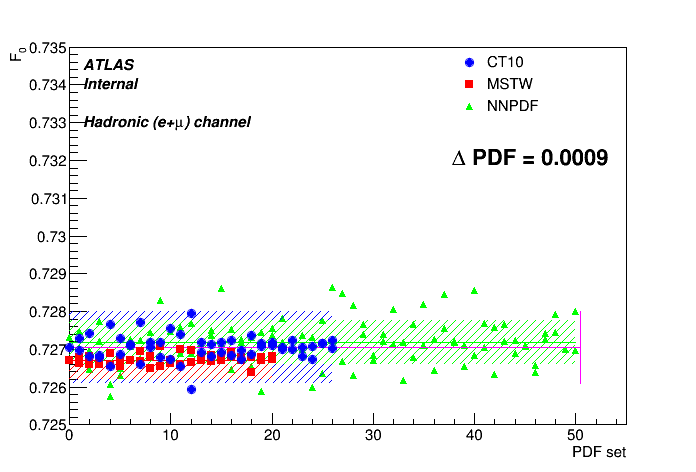 F₀
0.735
0.734
0.733
0.732
0.731
0.73
0.729
0.728
0.727
0.726
0.725
ATLAS
Internal
Hadronic (e+μ) channel
CT10
MSTW
NNPDF
Δ PDF = 0.0009
0 10 20 30 40 50
PDF set